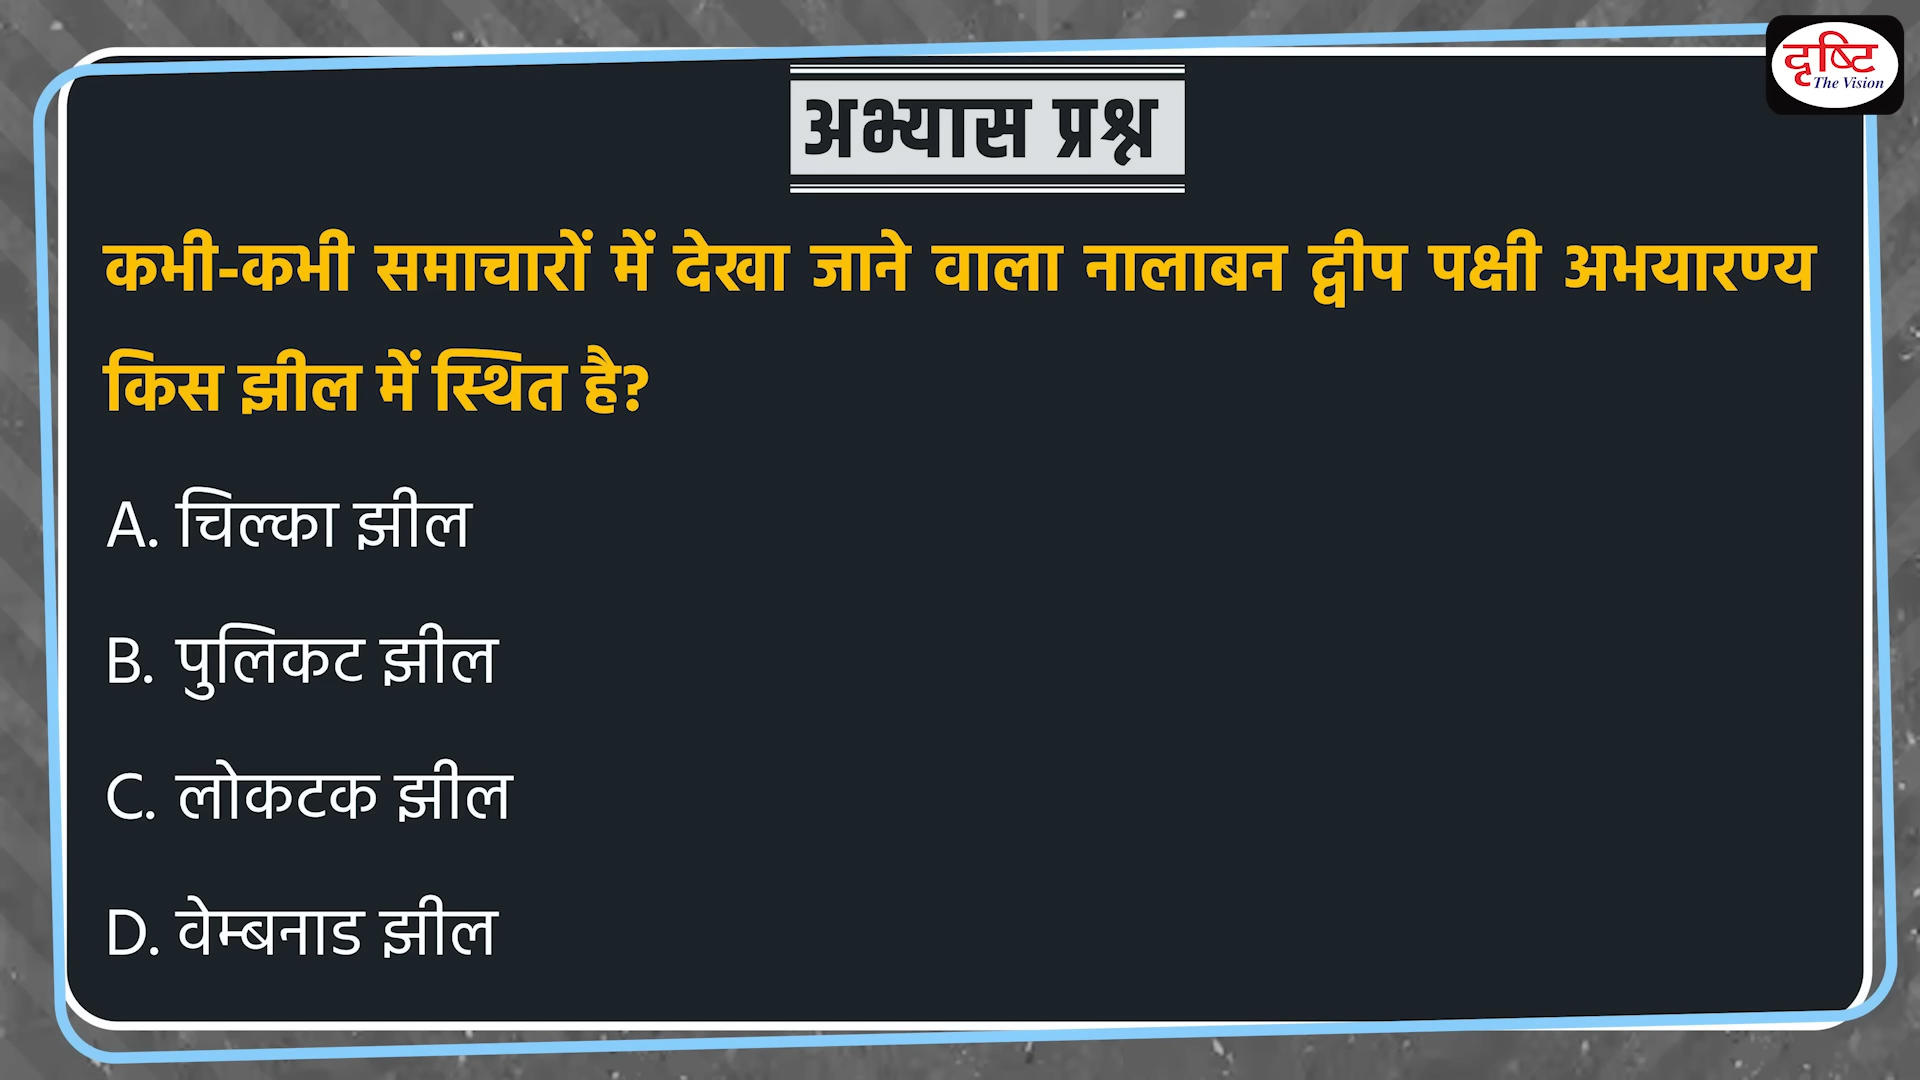 दृष्टि
The Vision
अभ्यास प्रश्न
कभी-कभी समाचारों में देखा जाने वाला नालाबन द्वीप पक्षी अभयारण्य
किस झील में स्थित है?
A. चिल्का झील
B. पुलिकट झील
C. लोकटक झील
D. वेम्बनाड झील